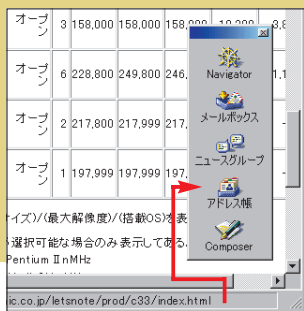 オープン 3 158,000 158,000 158,000
オープン 6 228,800 249,800 246,
オープン 2 217,800 217,999 217,
オープン 1 197,999 197,999 197,
Navigator
メールボックス
ニュースグループ
アドレス帳
Composer
イズ)/(最大解像度)/(搭載OS)を表
選択可能な場合のみ表示してある
Pentium II nMHz
ic.co.jp/letsnote/prod/c33/index.html